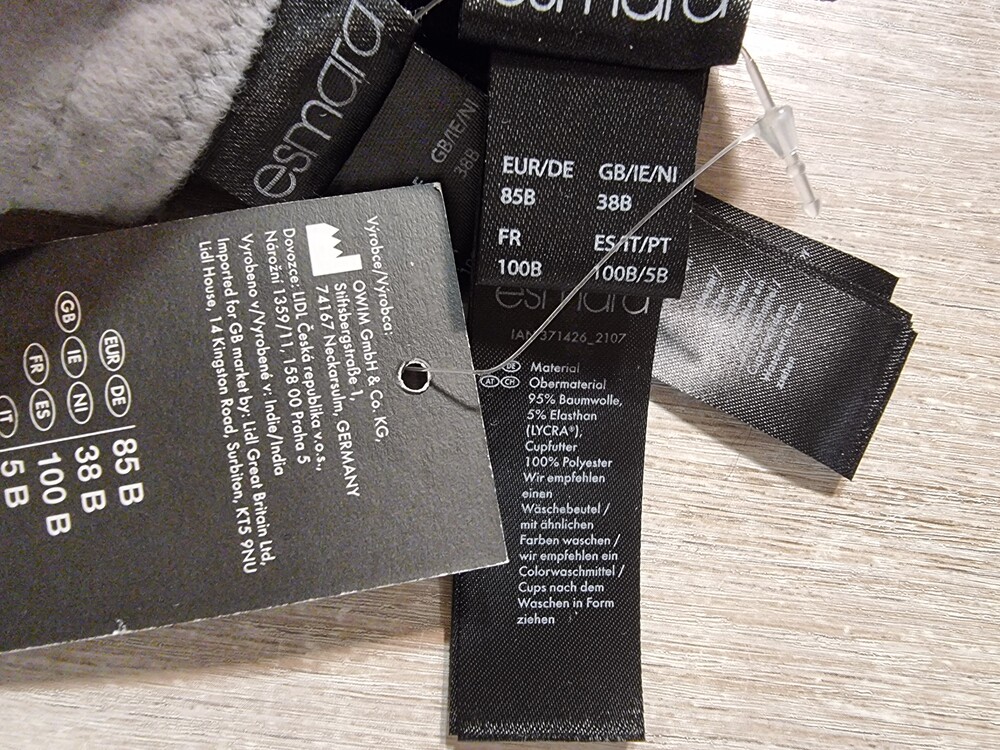 esmara
esmara
GB/IE/NI
38B
EUR/DE GB/IE/NI
85B 38B
FR ES/IT/PT
100B 100B/5B
esmara
IAN 371426_2107
DE
AT CH
Material
Obermaterial
95% Baumwolle,
5% Elasthan
(LYCRA®),
Cupfutter
100% Polyester
Wir empfehlen
einen
Wäschebeutel /
mit ähnlichen
Farben waschen /
wir empfehlen ein
Colorwaschmittel /
Cups nach dem
Waschen in Form
ziehen
Výrobce/Výrobca:
OWIM GmbH & Co. KG,
Stiftsbergstraße 1,
74167 Neckarsulm, GERMANY
Dovozce: LIDL Česká republika v.o.s.,
Nárožní 1359/11, 158 00 Praha 5
Vyrobeno v/Vyrobené v: Indie/India
Imported for GB market by: Lidl Great Britain Ltd,
Lidl House, 14 Kingston Road, Surbiton, KT5 9NU
EUR DE 85 B
GB IE NI 38 B
FR ES 100 B
IT 5 B